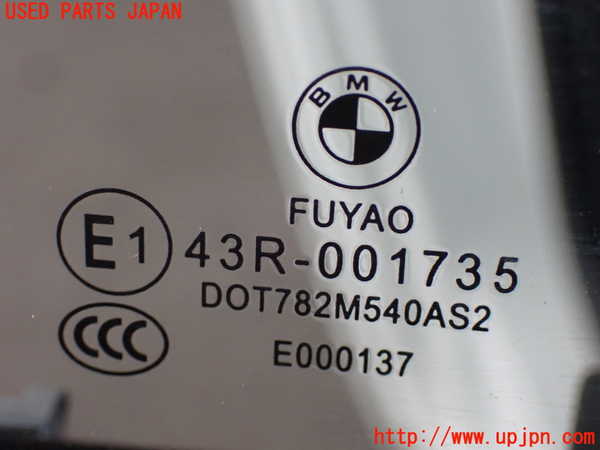 USED PARTS JAPAN
BMW
FUYAO
E1 43R-001735
DOT782M540AS2
CCC
E000137
http://www.upjpn.com/